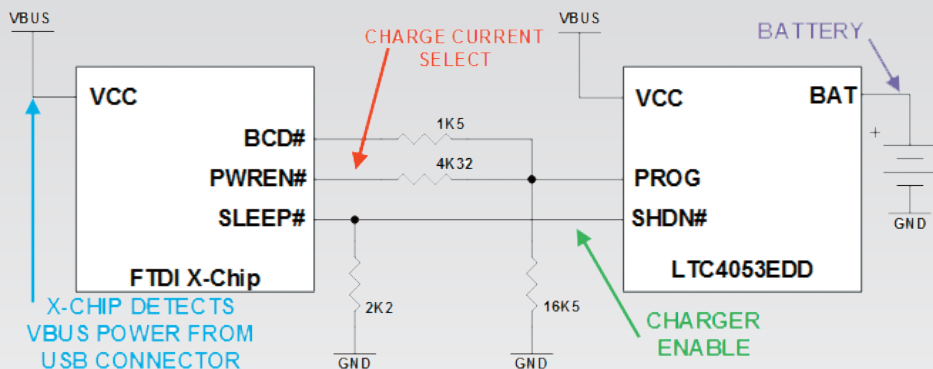 VBUS
CHARGE CURRENT
SELECT
VBUS
BATTERY
VCC
VCC
BAT
BCD#
1K5
+
PWREN#
4K32
PROG
SLEEP#
SHDN#
GND
FTDI X-Chip
LTC4053EDD
X-CHIP DETECTS
VBUS POWER FROM
USB CONNECTOR
2K2
16K5
CHARGER
ENABLE
GND
GND